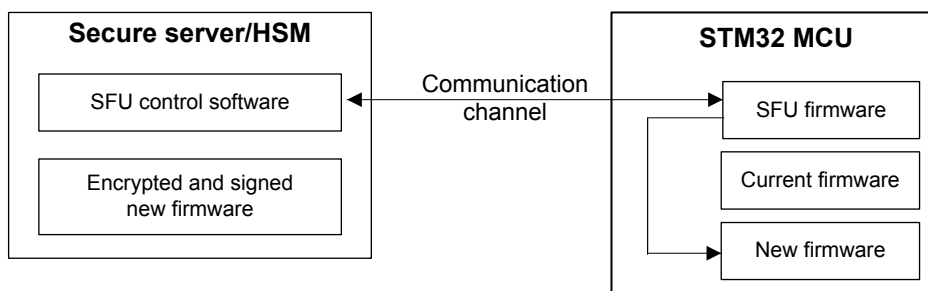 Secure server/HSM
SFU control software
Encrypted and signed
new firmware
Communication
channel
STM32 MCU
SFU firmware
Current firmware
New firmware